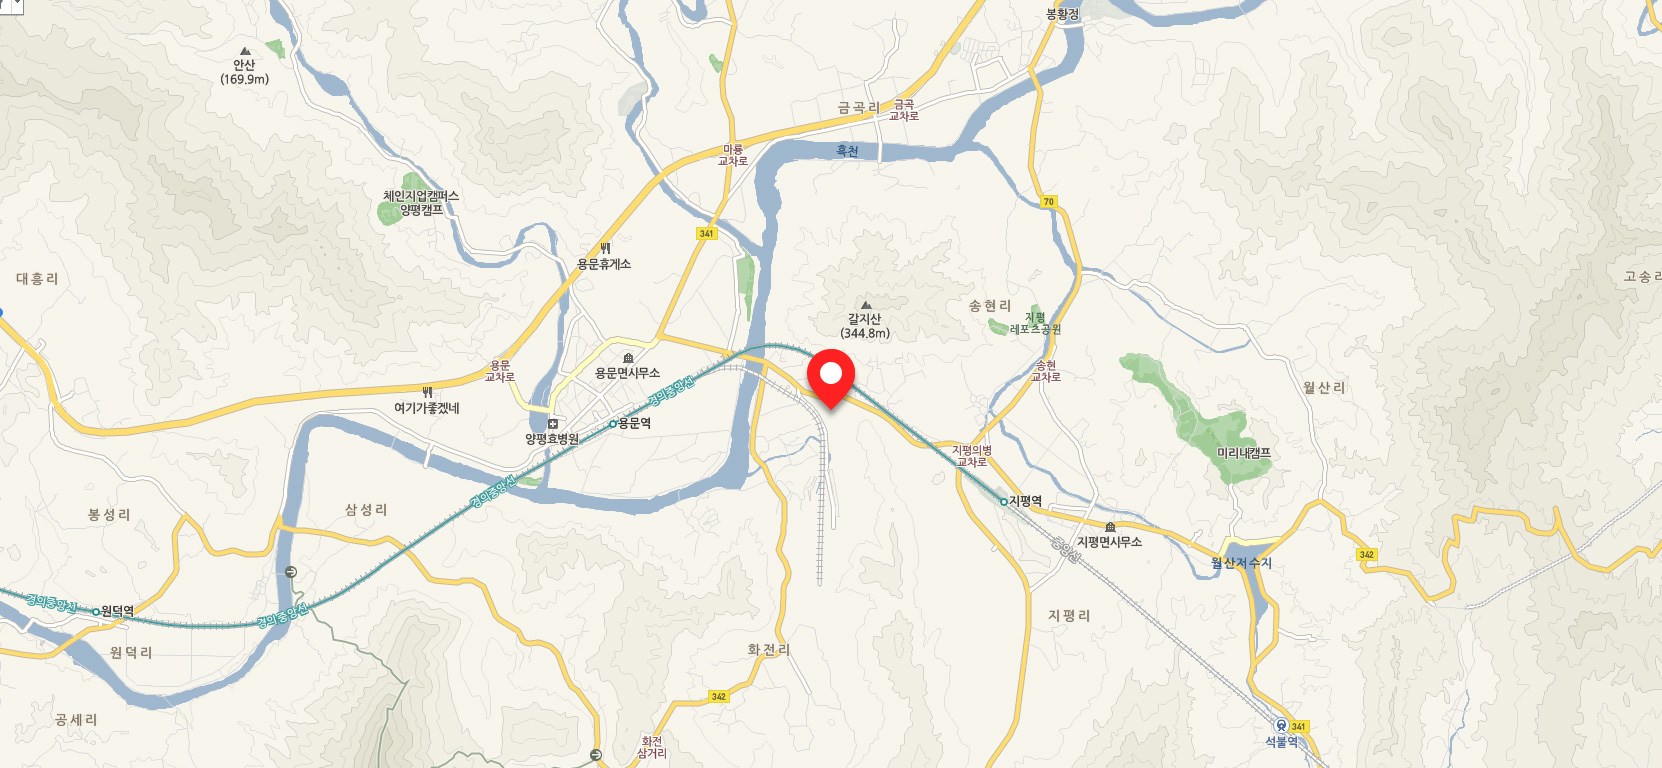 봉황정
안산
(169.9m)
금곡리
금곡
교차로
마룡
교차로
흑천
체인지업캠퍼스
양평캠프
70
341
용문휴게소
대흥리
고송리
송현리
갈지산
(344.8m)
지평
레포츠공원
용문
교차로
용문면사무소
송현
교차로
월산리
경의중앙선
여기가좋겠네
용문역
양평효병원
지평의병
교차로
미리내캠프
경의중앙선
지평역
삼성리
봉성리
지평면사무소
중앙선
342
월산저수지
경의중앙선
원덕역
경의중앙선
지평리
원덕리
화전리
342
공세리
341
석불역
화전
삼거리